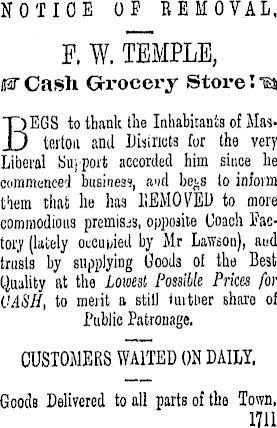 NOTICE OF REMOVAL.
F. W. TEMPLE,
☞ Cash Grocery Store! ☜
BEGS to thank the Inhabitants of Mas-
terton and Districts for the very
Liberal Support accorded him since he
commenced business, and begs to inform
them that he has REMOVED to more
commodious premises, opposite Coach Fac-
tory (lately occupied by Mr Lawson), and
trusts by supplying Goods of the Best
Quality at the Lowest Possible Prices for
CASH, to merit a still further share of
Public Patronage.
CUSTOMERS WAITED ON DAILY.
Goods Delivered to all parts of the Town.
1711